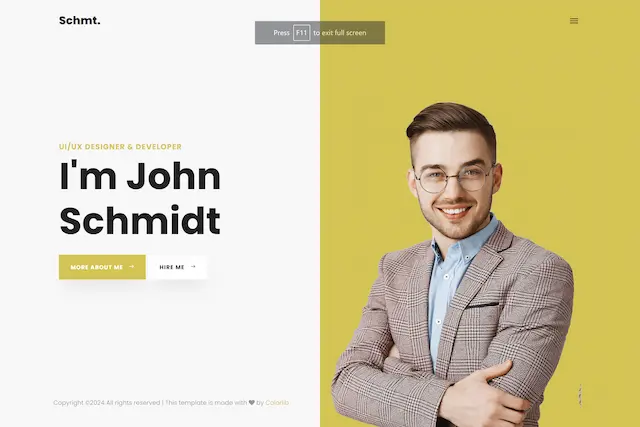 Schmt.
Press F11 to exit full screen
UI/UX DESIGNER & DEVELOPER
I'm John
Schmidt
MORE ABOUT ME →
HIRE ME →
Copyright ©2024 All rights reserved | This template is made with ♥ by Colorlib